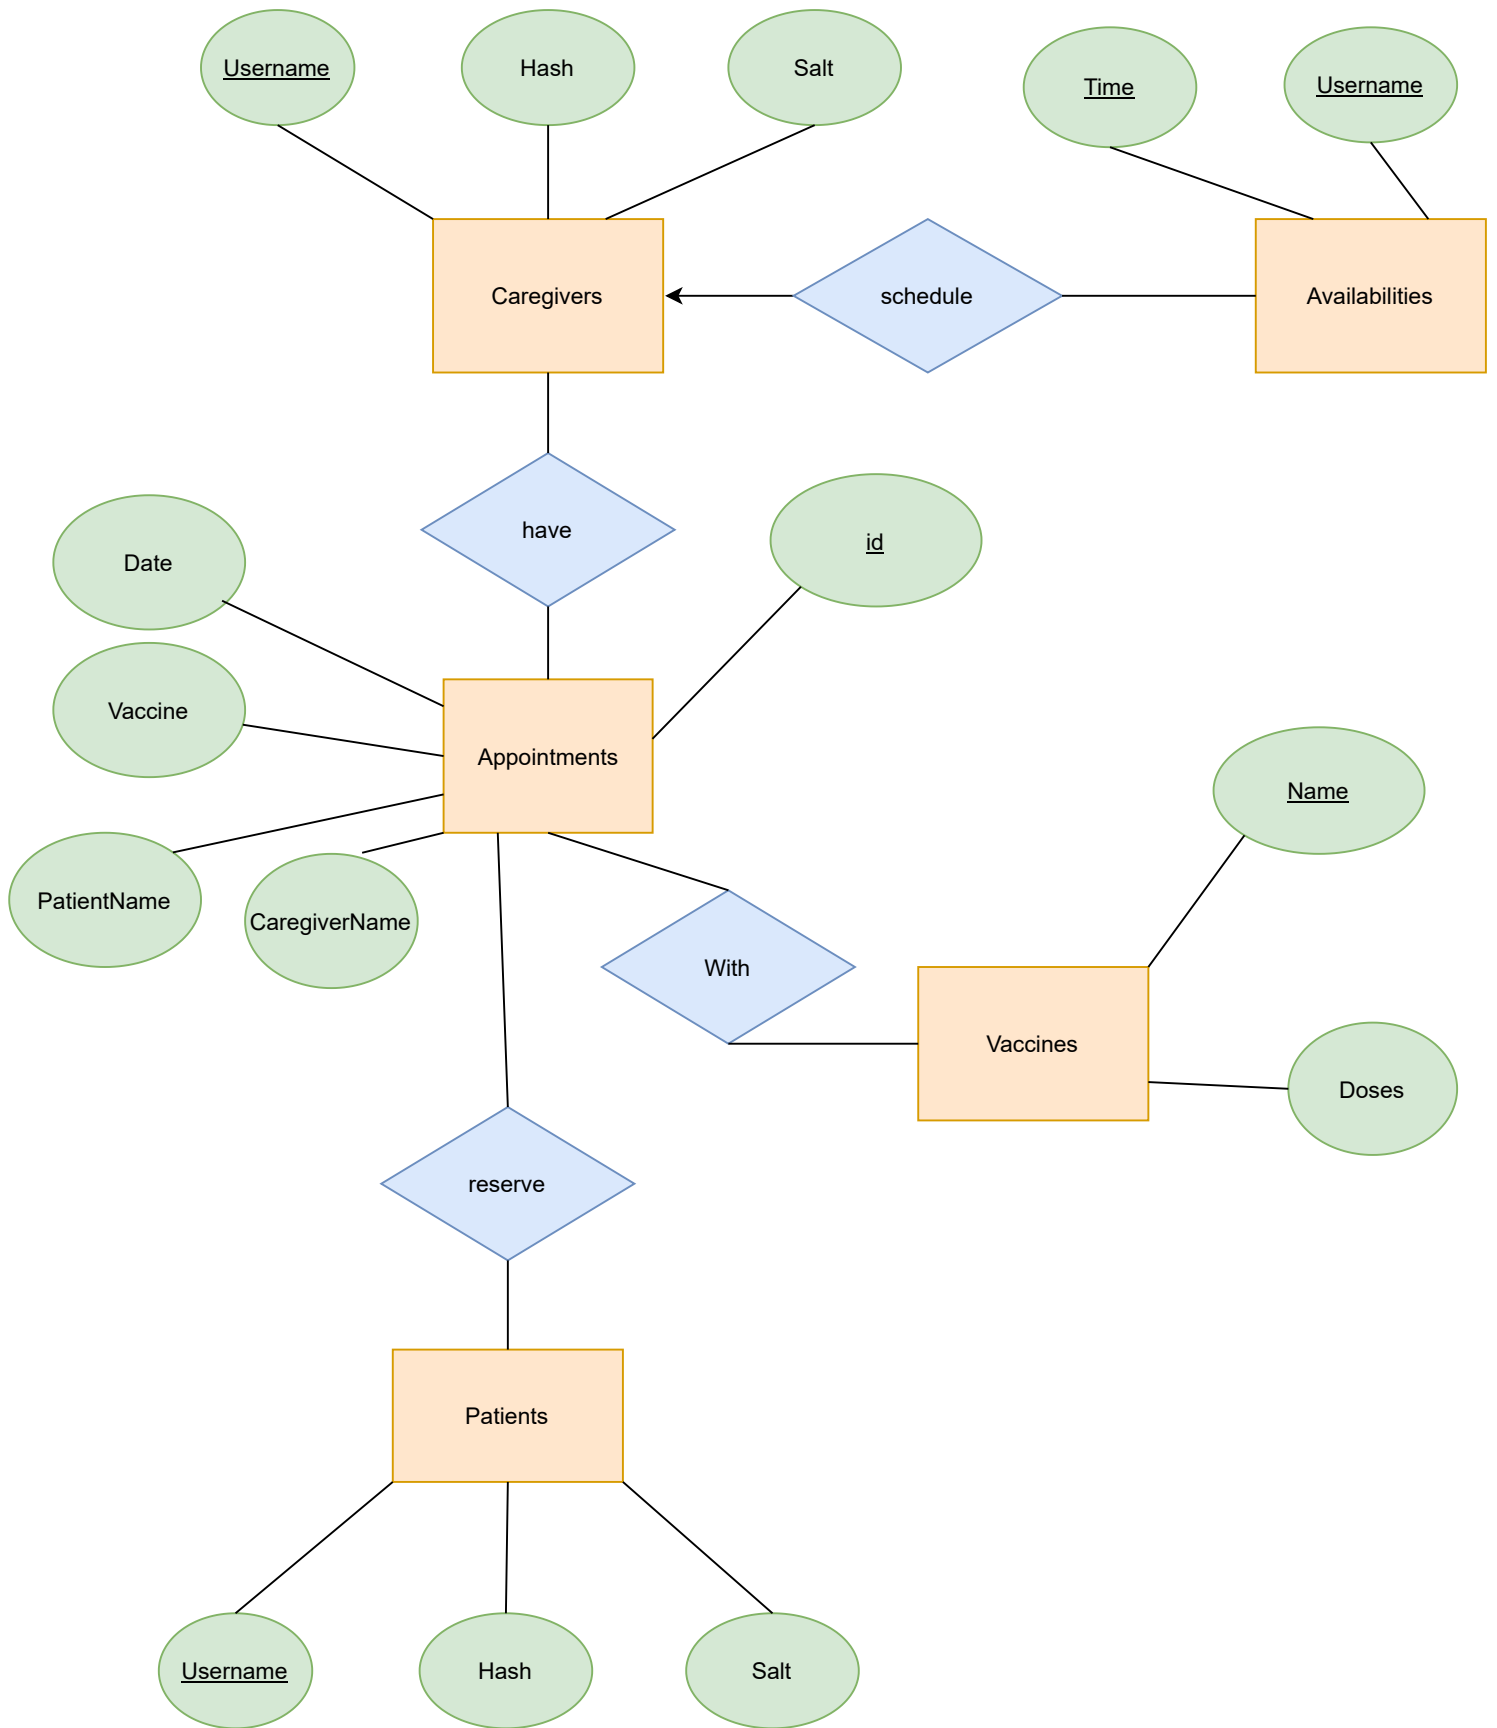 Username
Hash
Salt
Time
Username
Caregivers
schedule
Availabilities
have
id
Date
Vaccine
Appointments
Name
PatientName
CaregiverName
With
Vaccines
Doses
reserve
Patients
Username
Hash
Salt